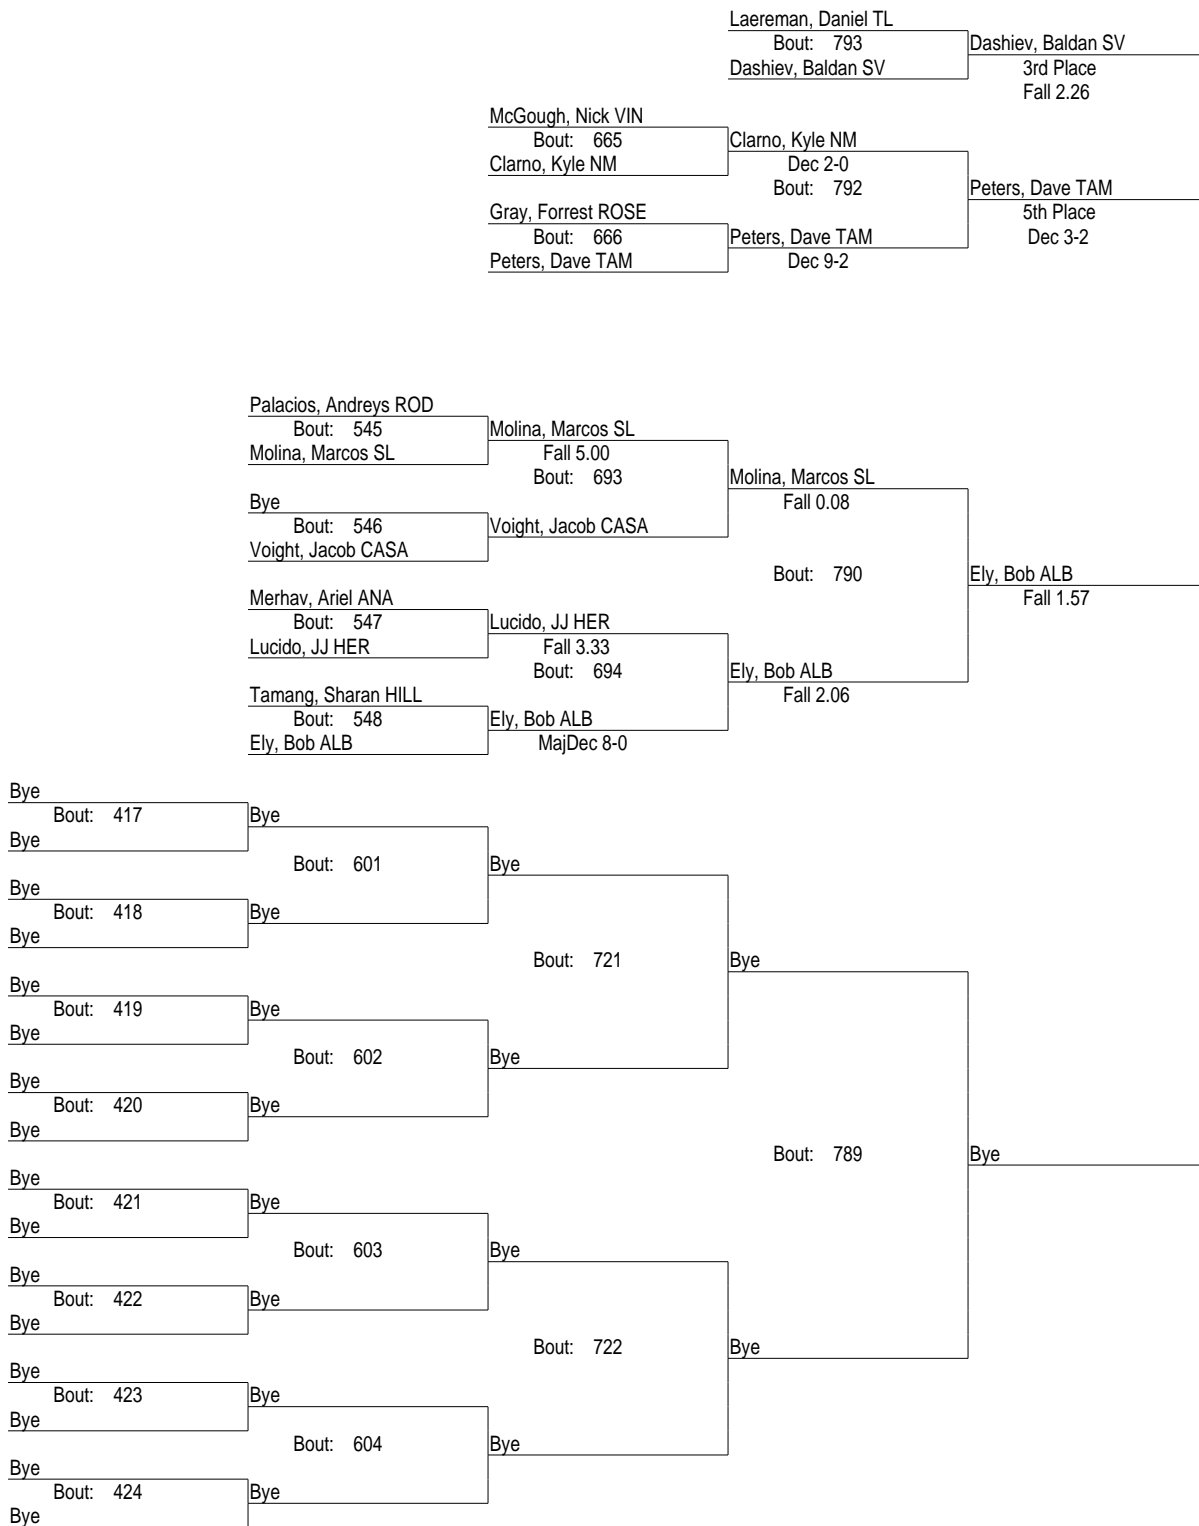 Laereman, Daniel TL
Bout: 793
Dashiev, Baldan SV
Dashiev, Baldan SV
3rd Place
Fall 2.26
McGough, Nick VIN
Bout: 665
Clarno, Kyle NM
Clarno, Kyle NM
Dec 2-0
Bout: 792
Peters, Dave TAM
5th Place
Dec 3-2
Gray, Forrest ROSE
Bout: 666
Peters, Dave TAM
Peters, Dave TAM
Dec 9-2
Palacios, Andreys ROD
Bout: 545
Molina, Marcos SL
Molina, Marcos SL
Fall 5.00
Bout: 693
Molina, Marcos SL
Fall 0.08
Bye
Bout: 546
Voight, Jacob CASA
Voight, Jacob CASA
Bout: 790
Ely, Bob ALB
Fall 1.57
Merhav, Ariel ANA
Bout: 547
Lucido, JJ HER
Lucido, JJ HER
Fall 3.33
Bout: 694
Ely, Bob ALB
Fall 2.06
Tamang, Sharan HILL
Bout: 548
Ely, Bob ALB
Ely, Bob ALB
MajDec 8-0
Bye
Bout: 417
Bye
Bye
Bout: 601
Bye
Bye
Bout: 418
Bye
Bye
Bout: 721
Bye
Bye
Bout: 419
Bye
Bye
Bout: 602
Bye
Bye
Bout: 420
Bye
Bye
Bout: 789
Bye
Bye
Bout: 421
Bye
Bye
Bout: 603
Bye
Bye
Bout: 422
Bye
Bye
Bout: 722
Bye
Bye
Bout: 423
Bye
Bye
Bout: 604
Bye
Bye
Bout: 424
Bye
Bye